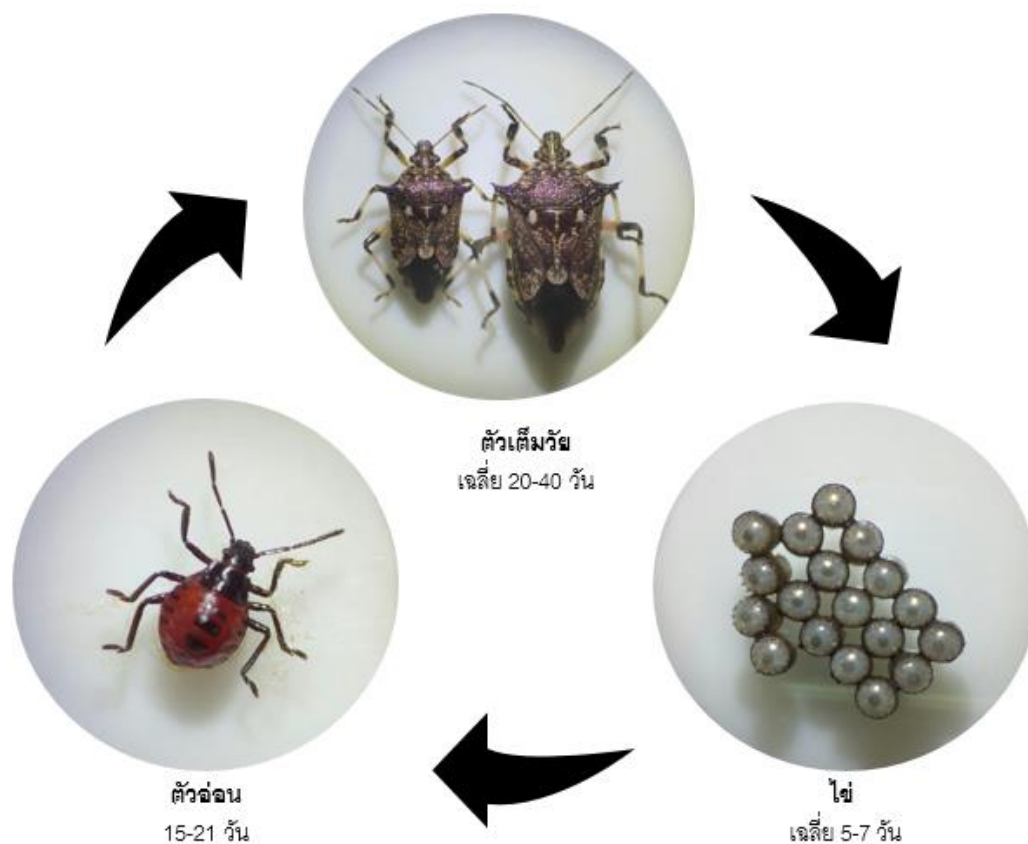 ตัวเต็มวัย
เฉลี่ย 20-40 วัน
ตัวอ่อน
15-21 วัน
ไข่
เฉลี่ย 5-7 วัน